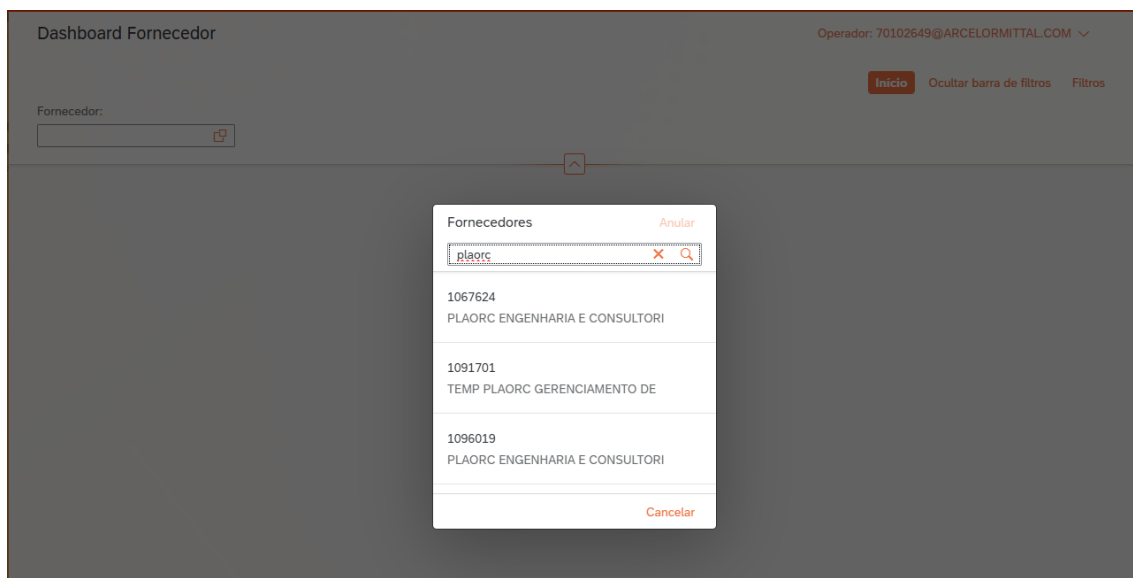 Dashboard Fornecedor
Operador: 70102649@ARCELORMITTAL.COM
Início Ocultar barra de filtros Filtros
Fornecedor:
Fornecedores Anular
plaorc
1067624
PLAORC ENGENHARIA E CONSULTORI
1091701
TEMP PLAORC GERENCIAMENTO DE
1096019
PLAORC ENGENHARIA E CONSULTORI
Cancelar